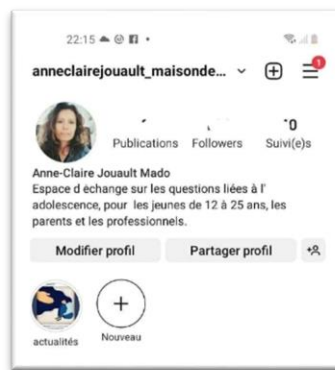 22:15
anneclairejouault_maisonde...
1
Publications Followers Suivi(e)s
Anne-Claire Jouault Mado
Espace d échange sur les questions liées à l'
adolescence, pour les jeunes de 12 à 25 ans, les
parents et les professionnels.
Modifier profil Partager profil
actualités Nouveau